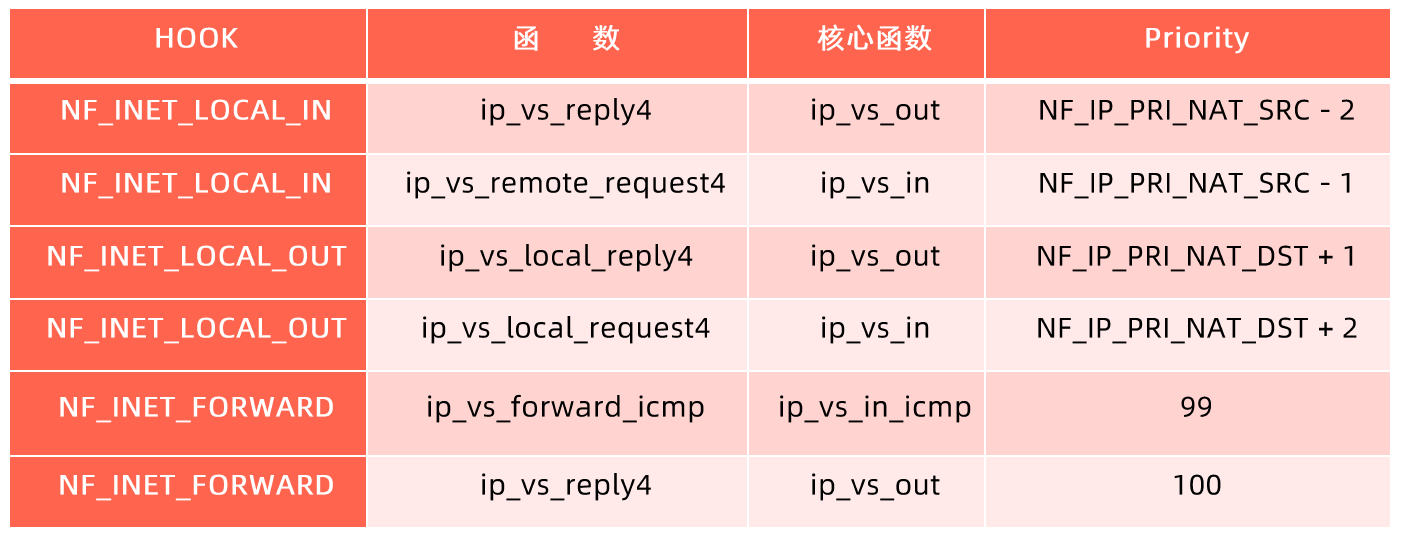 HOOK 函 数 核心函数 Priority
NF_INET_LOCAL_IN ip_vs_reply4 ip_vs_out NF_IP_PRI_NAT_SRC - 2
NF_INET_LOCAL_IN ip_vs_remote_request4 ip_vs_in NF_IP_PRI_NAT_SRC - 1
NF_INET_LOCAL_OUT ip_vs_local_reply4 ip_vs_out NF_IP_PRI_NAT_DST + 1
NF_INET_LOCAL_OUT ip_vs_local_request4 ip_vs_in NF_IP_PRI_NAT_DST + 2
NF_INET_FORWARD ip_vs_forward_icmp ip_vs_in_icmp 99
NF_INET_FORWARD ip_vs_reply4 ip_vs_out 100